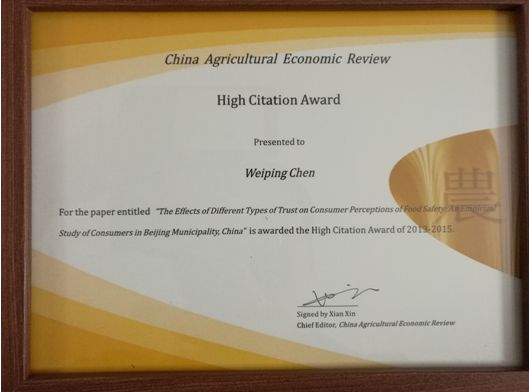 China Agricultural Economic Review
High Citation Award
Presented to
Weiping Chen
For the paper entitled "The Effects of Different Types of Trust on Consumer Perceptions of Food Safety: An Empirical
Study of Consumers in Beijing Municipality, China" is awarded the High Citation Award of 2013-2015.
農
Signed by Xian Xin
Chief Editor, China Agricultural Economic Review